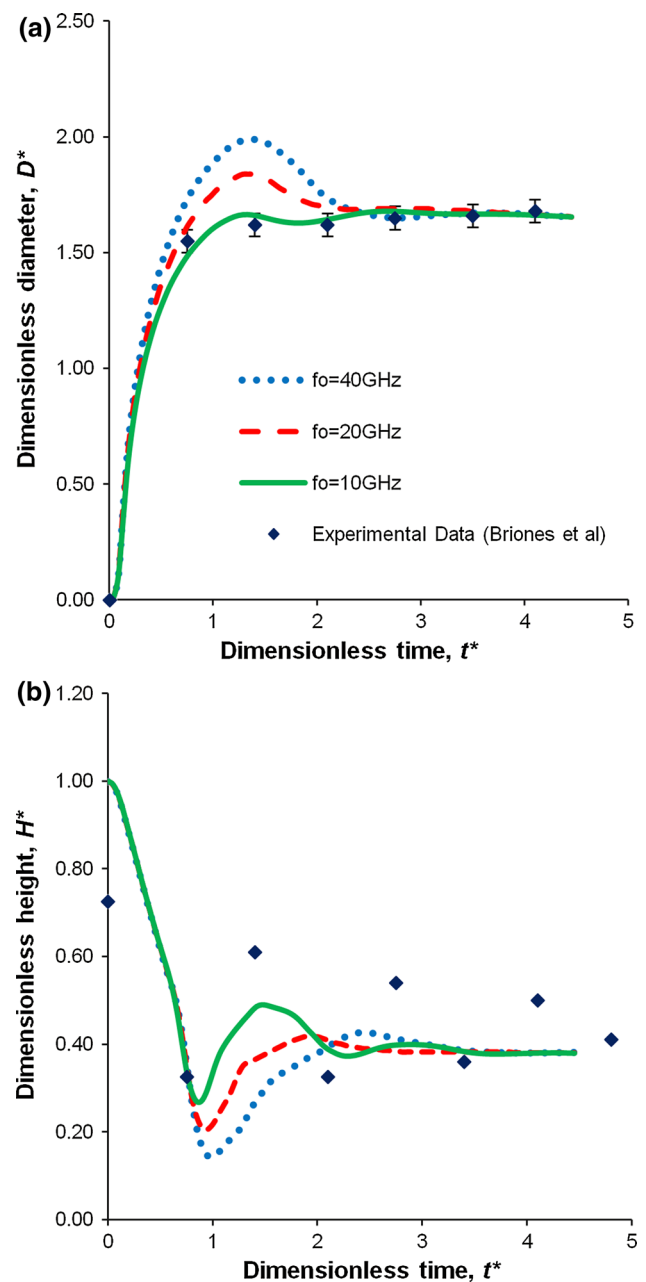 (a)
2.50
2.00
1.50
1.00
0.50
0.00
Dimensionless diameter, D*
fo=40GHz
fo=20GHz
fo=10GHz
Experimental Data (Briones et al)
0 1 2 3 4 5
Dimensionless time, t*
(b)
1.20
1.00
0.80
0.60
0.40
0.20
0.00
Dimensionless height, H*
0 1 2 3 4 5
Dimensionless time, t*